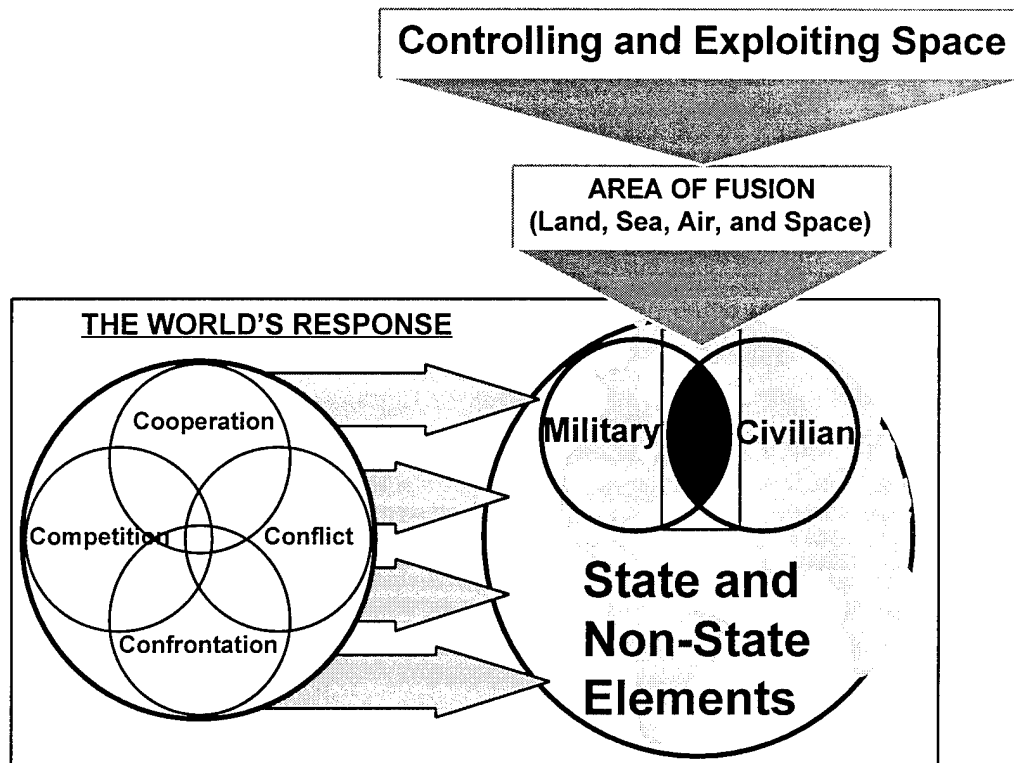 Controlling and Exploiting Space
AREA OF FUSION
(Land, Sea, Air, and Space)
THE WORLD'S RESPONSE
Cooperation
Competition
Conflict
Confrontation
Military
Civilian
State and
Non-State
Elements